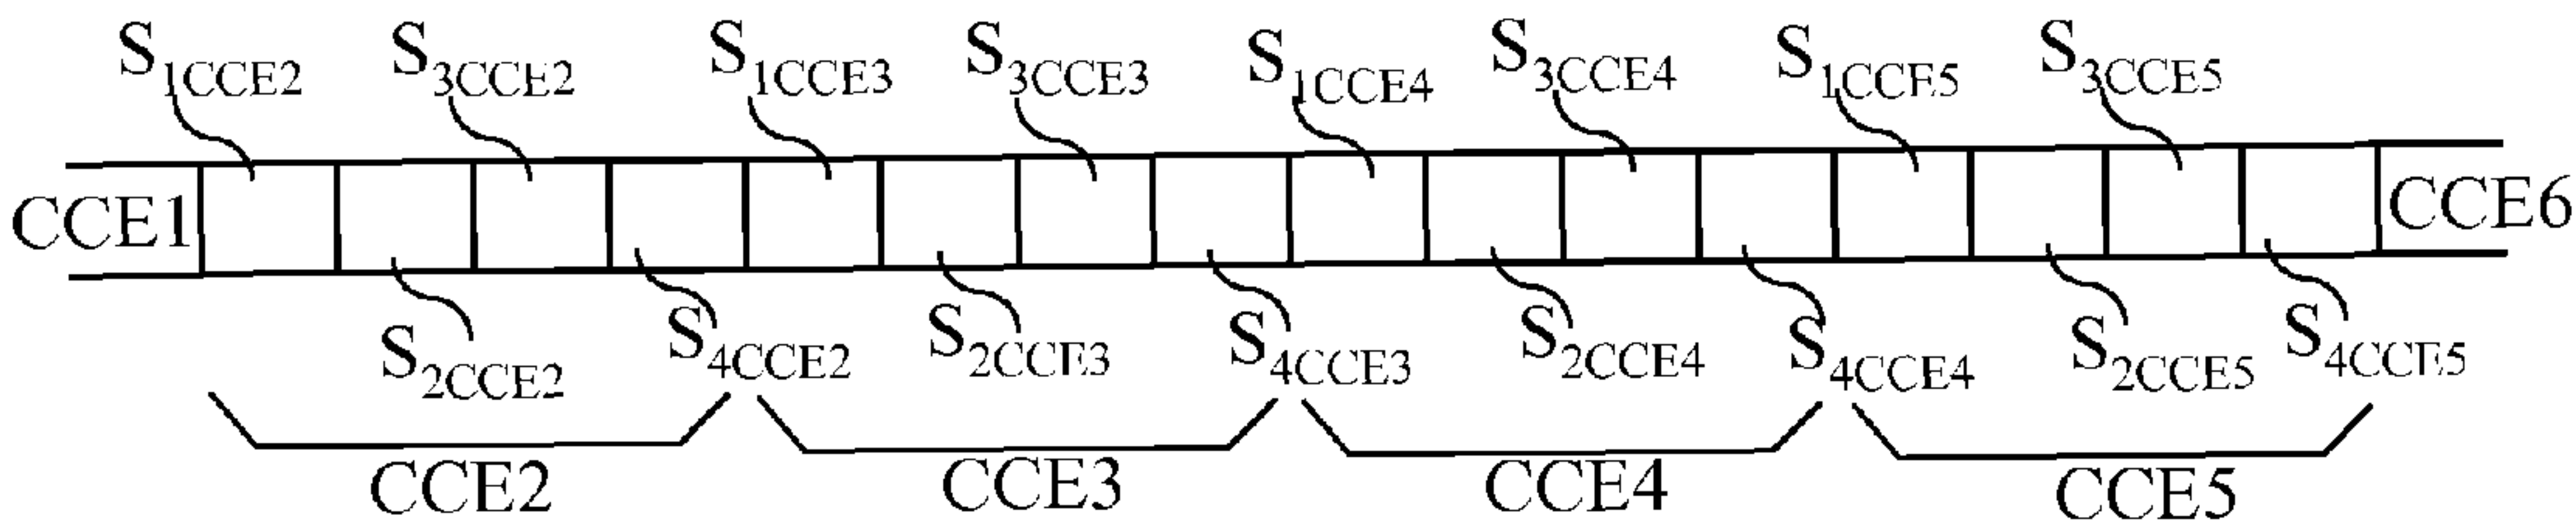 S1CCE2 S3CCE2 S1CCE3 S3CCE3 S1CCE4 S3CCE4 S1CCE5 S3CCE5
CCE1 CCE6
S2CCE2 S4CCE2 S2CCE3 S4CCE3 S2CCE4 S4CCE4 S2CCE5 S4CCE5
CCE2 CCE3 CCE4 CCE5